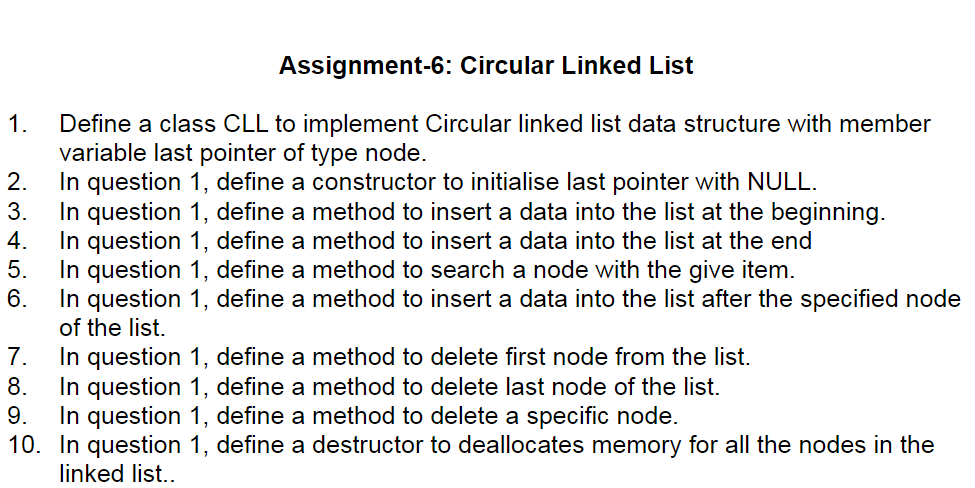 Assignment-6: Circular Linked List
1. Define a class CLL to implement Circular linked list data structure with member
variable last pointer of type node.
2. In question 1, define a constructor to initialise last pointer with NULL.
3. In question 1, define a method to insert a data into the list at the beginning.
4. In question 1, define a method to insert a data into the list at the end
5. In question 1, define a method to search a node with the give item.
6. In question 1, define a method to insert a data into the list after the specified node
of the list.
7. In question 1, define a method to delete first node from the list.
8. In question 1, define a method to delete last node of the list.
9. In question 1, define a method to delete a specific node.
10. In question 1, define a destructor to deallocates memory for all the nodes in the
linked list..